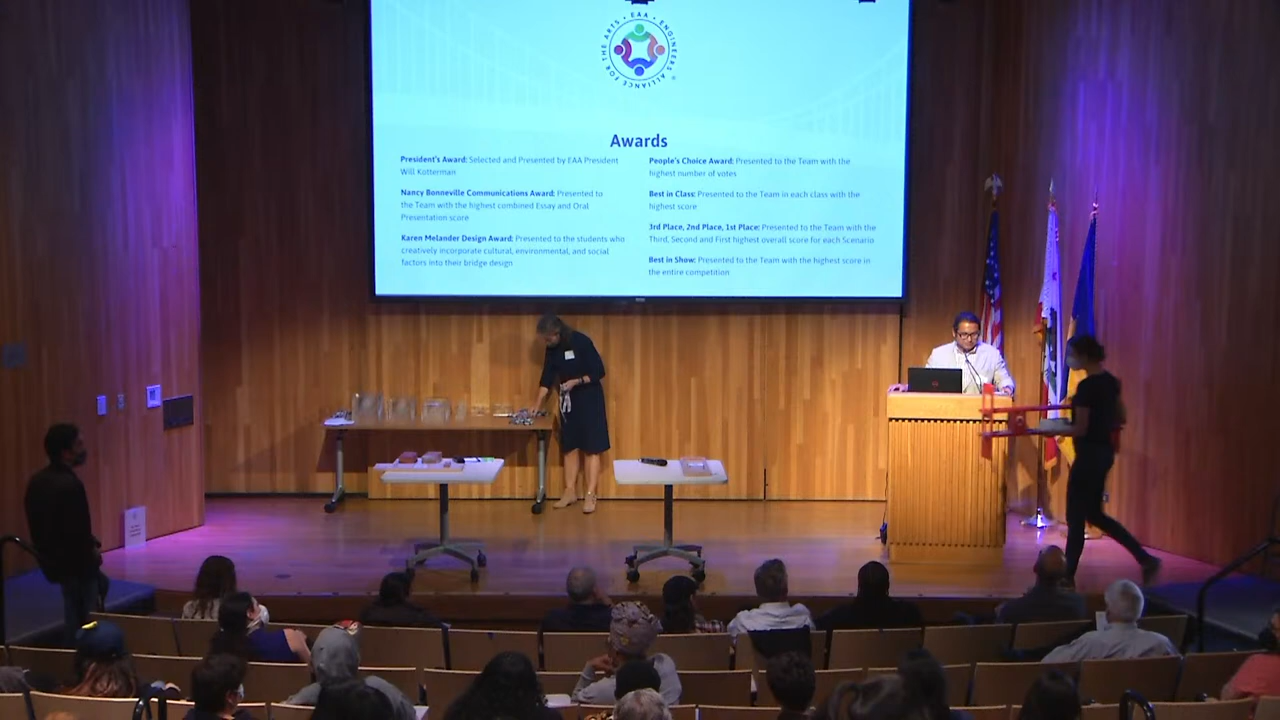 EAA • ENGINEERS ALLIANCE FOR THE ARTS •
Awards
President's Award: Selected and Presented by EAA President
Will Kotterman
Nancy Bonneville Communications Award: Presented to
the Team with the highest combined Essay and Oral
Presentation score
Karen Melander Design Award: Presented to the students who
creatively incorporate cultural, environmental, and social
factors into their bridge design
People's Choice Award: Presented to the Team with the
highest number of votes
Best in Class: Presented to the Team in each class with the
highest score
3rd Place, 2nd Place, 1st Place: Presented to the Team with the
Third, Second and First highest overall score for each Scenario
Best in Show: Presented to the Team with the highest score in
the entire competition